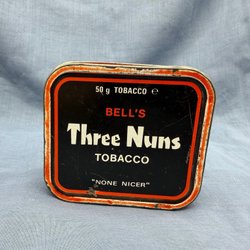 50 g TOBACCO ℮
BELL'S
Three Nuns
TOBACCO
"NONE NICER"